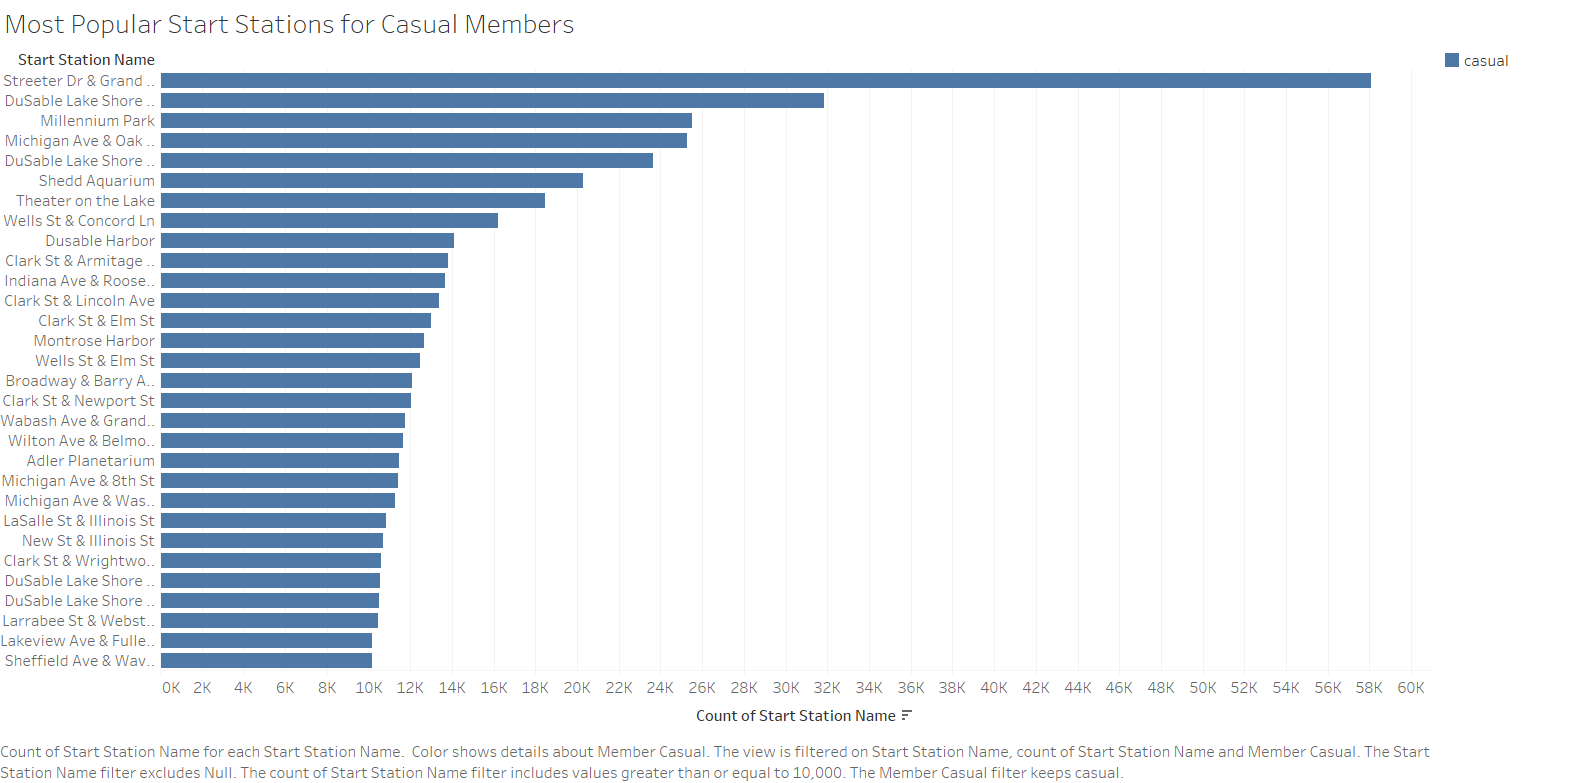 Most Popular Start Stations for Casual Members
Start Station Name
casual
Streeter Dr & Grand ..
DuSable Lake Shore ..
Millennium Park
Michigan Ave & Oak ..
DuSable Lake Shore ..
Shedd Aquarium
Theater on the Lake
Wells St & Concord Ln
Dusable Harbor
Clark St & Armitage ..
Indiana Ave & Roose..
Clark St & Lincoln Ave
Clark St & Elm St
Montrose Harbor
Wells St & Elm St
Broadway & Barry A..
Clark St & Newport St
Wabash Ave & Grand..
Wilton Ave & Belmo..
Adler Planetarium
Michigan Ave & 8th St
Michigan Ave & Was..
LaSalle St & Illinois St
New St & Illinois St
Clark St & Wrightwo..
DuSable Lake Shore ..
DuSable Lake Shore ..
Larrabee St & Webst..
Lakeview Ave & Fulle..
Sheffield Ave & Wav..
0K 2K 4K 6K 8K 10K 12K 14K 16K 18K 20K 22K 24K 26K 28K 30K 32K 34K 36K 38K 40K 42K 44K 46K 48K 50K 52K 54K 56K 58K 60K
Count of Start Station Name
Count of Start Station Name for each Start Station Name.  Color shows details about Member Casual. The view is filtered on Start Station Name, count of Start Station Name and Member Casual. The Start
Station Name filter excludes Null. The count of Start Station Name filter includes values greater than or equal to 10,000. The Member Casual filter keeps casual.